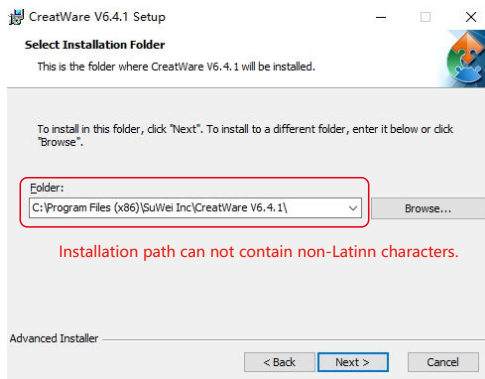 CreatWare V6.4.1 Setup
Select Installation Folder
This is the folder where CreatWare V6.4.1 will be installed.
To install in this folder, click "Next". To install to a different folder, enter it below or click
"Browse".
Folder:
C:\Program Files (x86)\SuWei Inc\CreatWare V6.4.1\
Browse...
Installation path can not contain non-Latinn characters.
Advanced Installer
< Back
Next >
Cancel